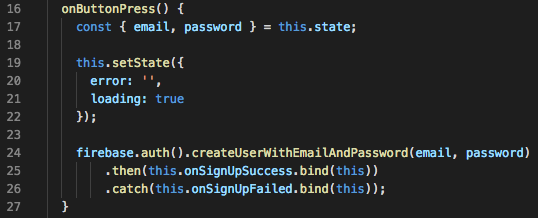 16 onButtonPress() {
17 const { email, password } = this.state;
18
19 this.setState({
20 error: '',
21 loading: true
22 });
23
24 firebase.auth().createUserWithEmailAndPassword(email, password)
25 .then(this.onSignUpSuccess.bind(this))
26 .catch(this.onSignUpFailed.bind(this));
27 }